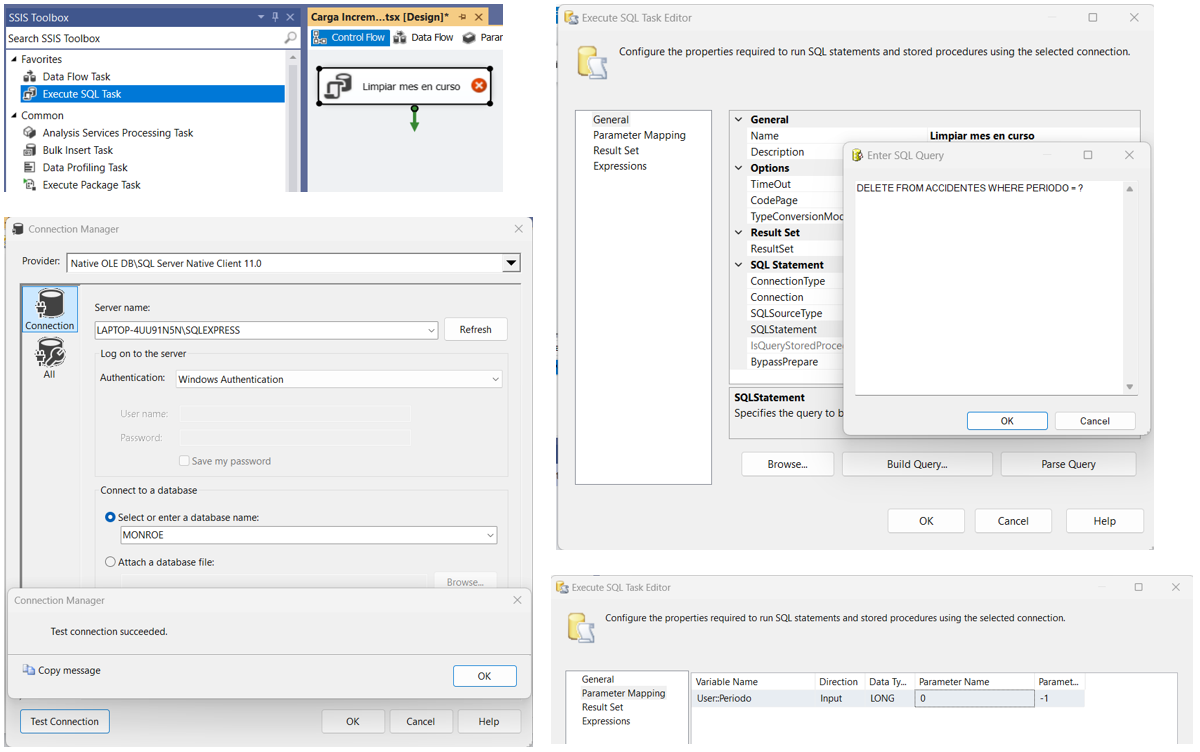 SSIS Toolbox
Search SSIS Toolbox
Favorites
Data Flow Task
Execute SQL Task
Common
Analysis Services Processing Task
Bulk Insert Task
Data Profiling Task
Execute Package Task
Carga Increm...tsx [Design]*
Control Flow
Data Flow
Paran
Limpiar mes en curso
Connection Manager
Provider:
Native OLE DB\SQL Server Native Client 11.0
Connection
All
Server name:
LAPTOP-4UU91N5N\SQLEXPRESS
Refresh
Log on to the server
Authentication:
Windows Authentication
User name:
Password:
Save my password
Connect to a database
Select or enter a database name:
MONROE
Attach a database file:
Browse...
Connection Manager
Test connection succeeded.
Copy message
OK
Test Connection
OK
Cancel
Help
Execute SQL Task Editor
Configure the properties required to run SQL statements and stored procedures using the selected connection.
General
Parameter Mapping
Result Set
Expressions
General
Name
Limpiar mes en curso
Description
Options
TimeOut
CodePage
TypeConversionMod
Result Set
ResultSet
SQL Statement
ConnectionType
Connection
SQLSourceType
SQLStatement
IsQueryStoredProce
BypassPrepare
SQLStatement
Specifies the query to b
Enter SQL Query
DELETE FROM ACCIDENTES WHERE PERIODO = ?
OK
Cancel
Browse...
Build Query...
Parse Query
OK
Cancel
Help
Execute SQL Task Editor
Configure the properties required to run SQL statements and stored procedures using the selected connection.
General
Parameter Mapping
Result Set
Expressions
Variable Name
Direction
Data Ty...
Parameter Name
Paramet...
User::Periodo
Input
LONG
0
-1